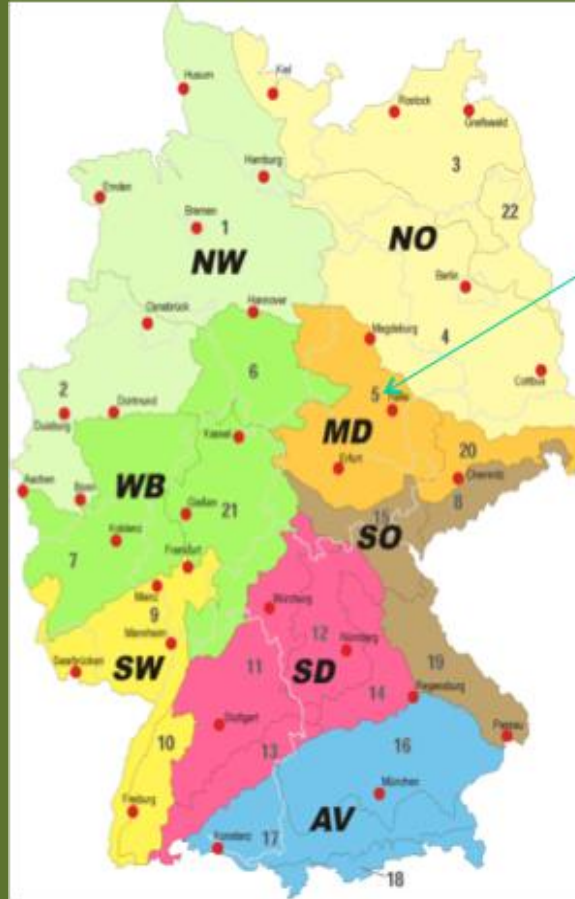 Husum
Kiel
Rostock
Greifswald
3
Hamburg
Emden
22
Bremen
1
NO
NW
Berlin
Osnabrück
Hannover
Magdeburg
4
6
Cottbus
2
5
Dortmund
Duisburg
Halle
MD
Kassel
20
Erfurt
Chemnitz
Aachen
WB
Bonn
8
Gießen
21
15
SO
Koblenz
7
Frankfurt
Mainz
9
Würzburg
Mannheim
12
Nürnberg
SW
11
SD
19
Saarbrücken
14
Regensburg
Stuttgart
10
13
16
Passau
München
Freiburg
AV
Konstanz
17
18